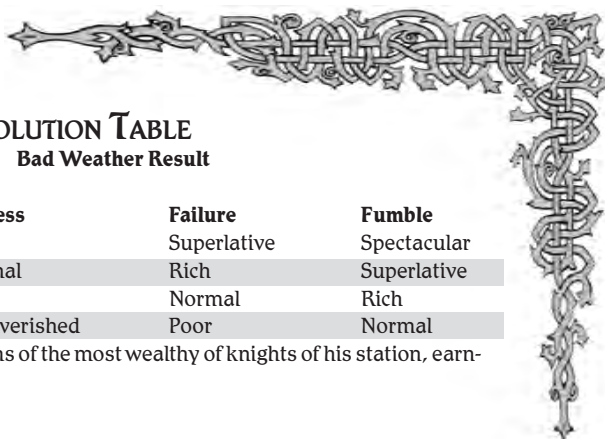 OLUTION TABLE
Bad Weather Result
ess Failure Fumble
Superlative Spectacular
nal Rich Superlative
Normal Rich
verished Poor Normal
ns of the most wealthy of knights of his station, earn-